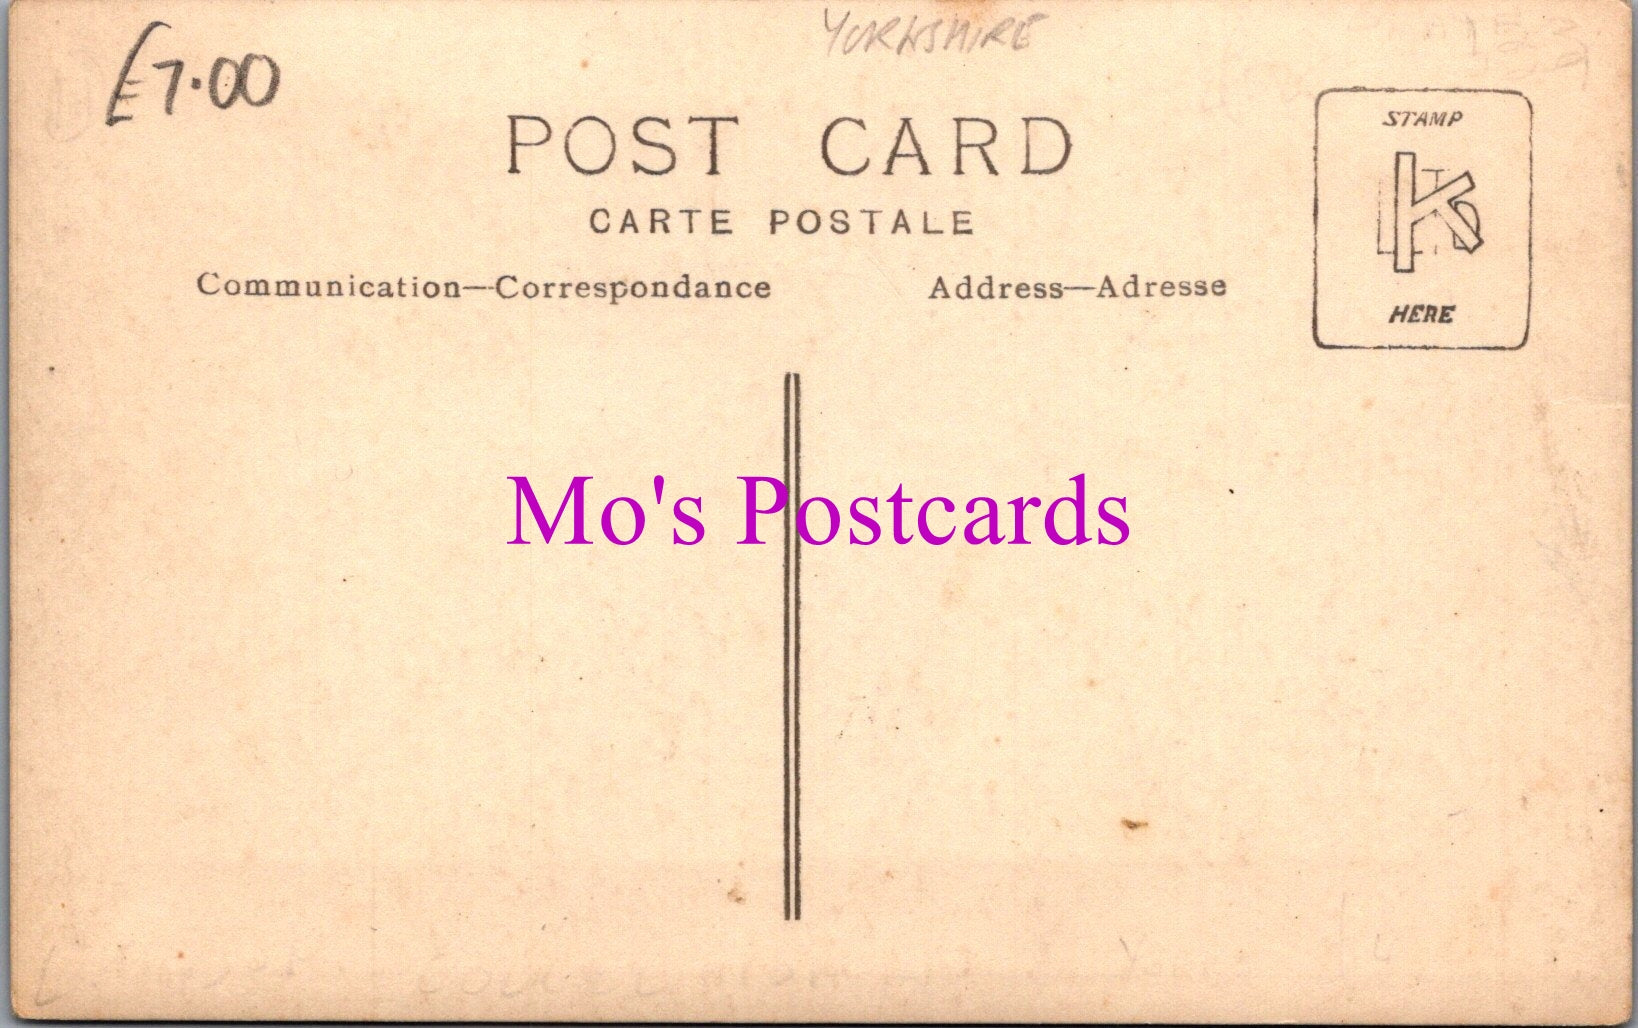 YORKSHIRE
£7.00
POST CARD
CARTE POSTALE
Communication—Correspondance
Address—Adresse
STAMP
K
HERE
Mo's Postcards